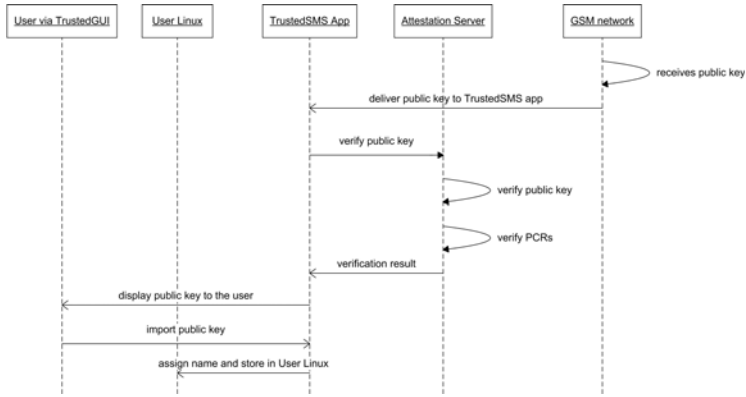 User via TrustedGUI
User Linux
TrustedSMS App
Attestation Server
GSM network
receives public key
deliver public key to TrustedSMS app
verify public key
verify public key
verify PCRs
verification result
display public key to the user
import public key
assign name and store in User Linux